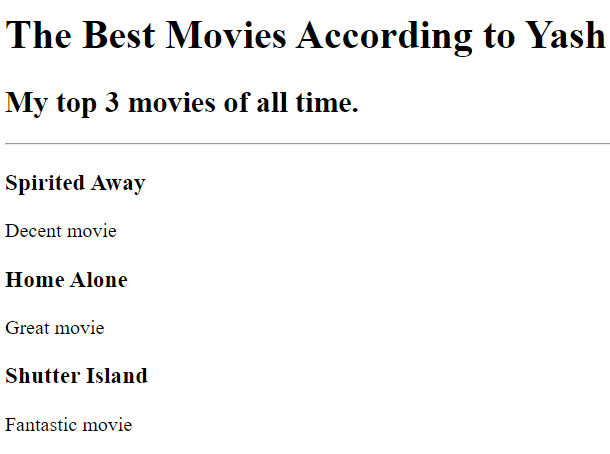 The Best Movies According to Yash
My top 3 movies of all time.
Spirited Away
Decent movie
Home Alone
Great movie
Shutter Island
Fantastic movie